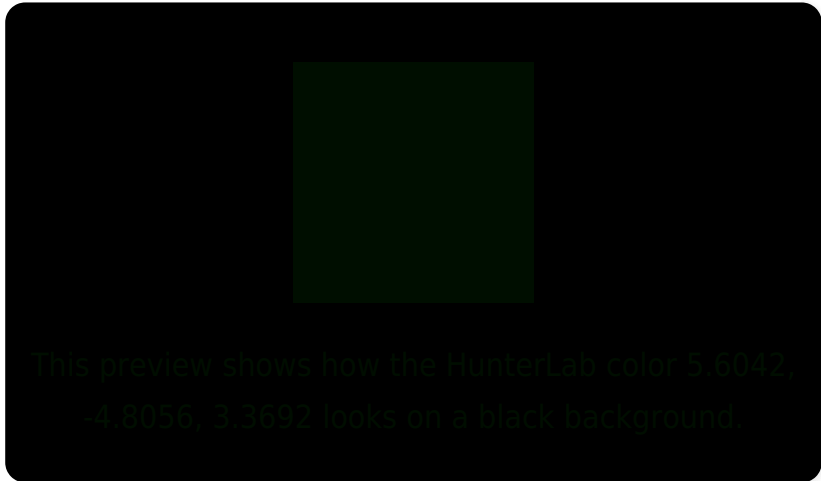 This preview shows how the HunterLab color 5.6042,
-4.8056, 3.3692 looks on a black background.